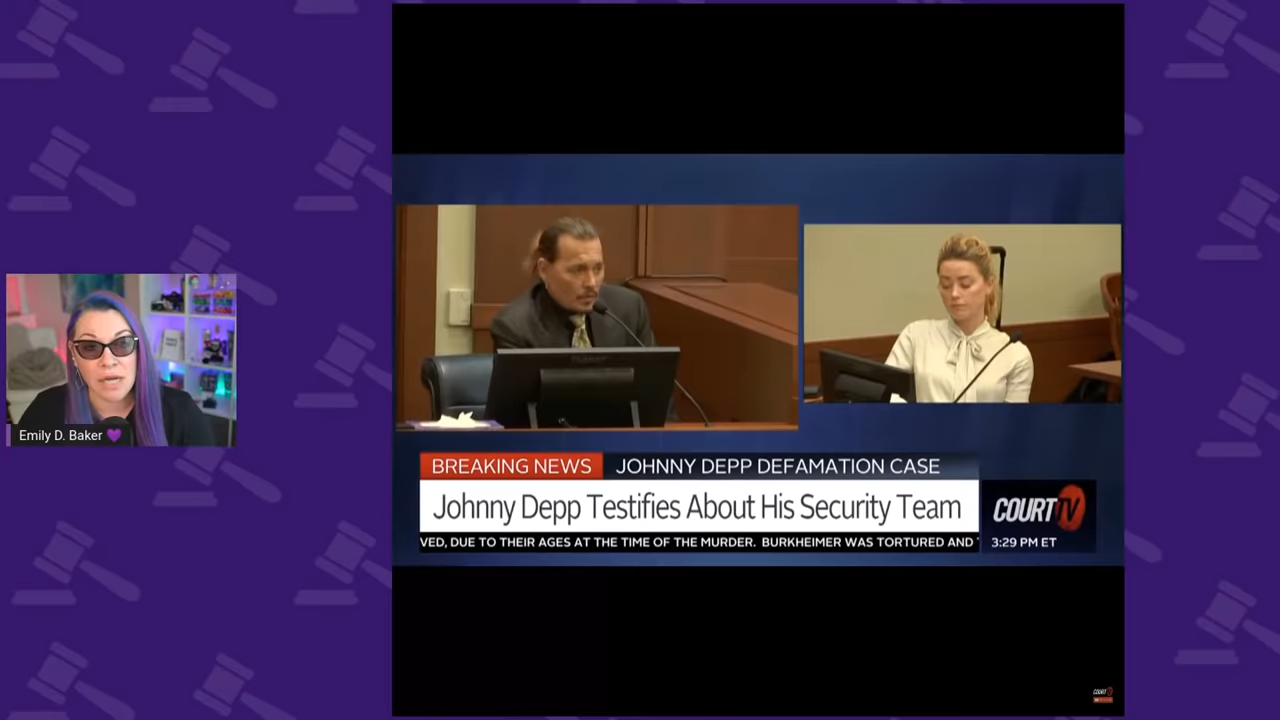 Emily D. Baker 💜
BREAKING NEWS
JOHNNY DEPP DEFAMATION CASE
Johnny Depp Testifies About His Security Team
VED, DUE TO THEIR AGES AT THE TIME OF THE MURDER. BURKHEIMER WAS TORTURED AND
COURT TV
3:29 PM ET
COURT